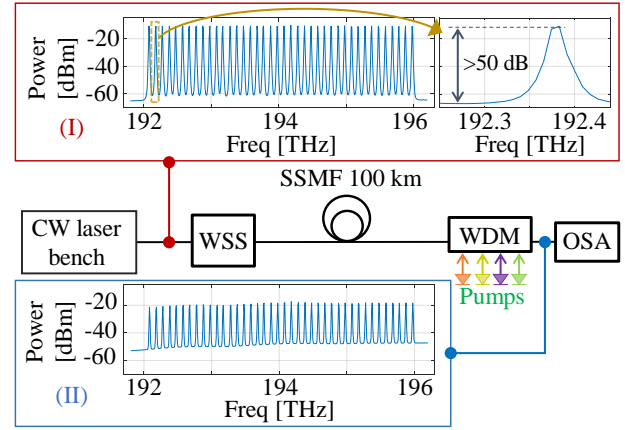 -20
-40
-60
Power
[dBm]
192
194
196
Freq [THz]
(I)
>50 dB
192.3
192.4
Freq [THz]
SSMF 100 km
CW laser
bench
WSS
WDM
OSA
Pumps
-20
-40
-60
Power
[dBm]
192
194
196
Freq [THz]
(II)